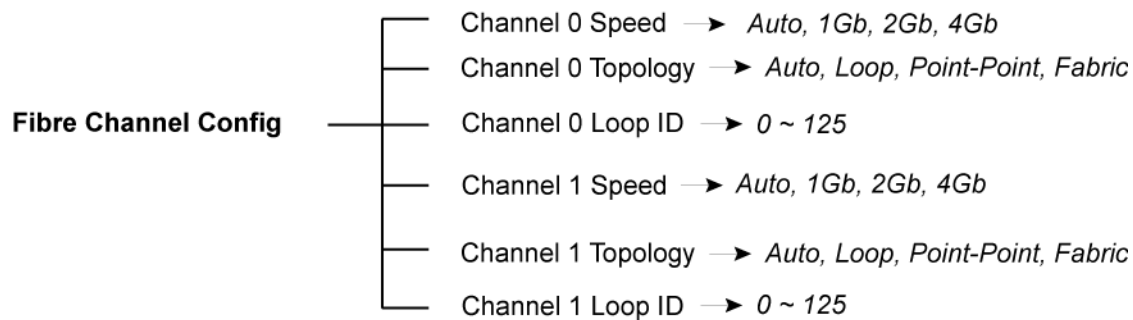 Channel 0 Speed Auto, 1Gb, 2Gb, 4Gb
Channel 0 Topology Auto, Loop, Point-Point, Fabric
Fibre Channel Config Channel 0 Loop ID 0 ~ 125
Channel 1 Speed Auto, 1Gb, 2Gb, 4Gb
Channel 1 Topology Auto, Loop, Point-Point, Fabric
Channel 1 Loop ID 0 ~ 125